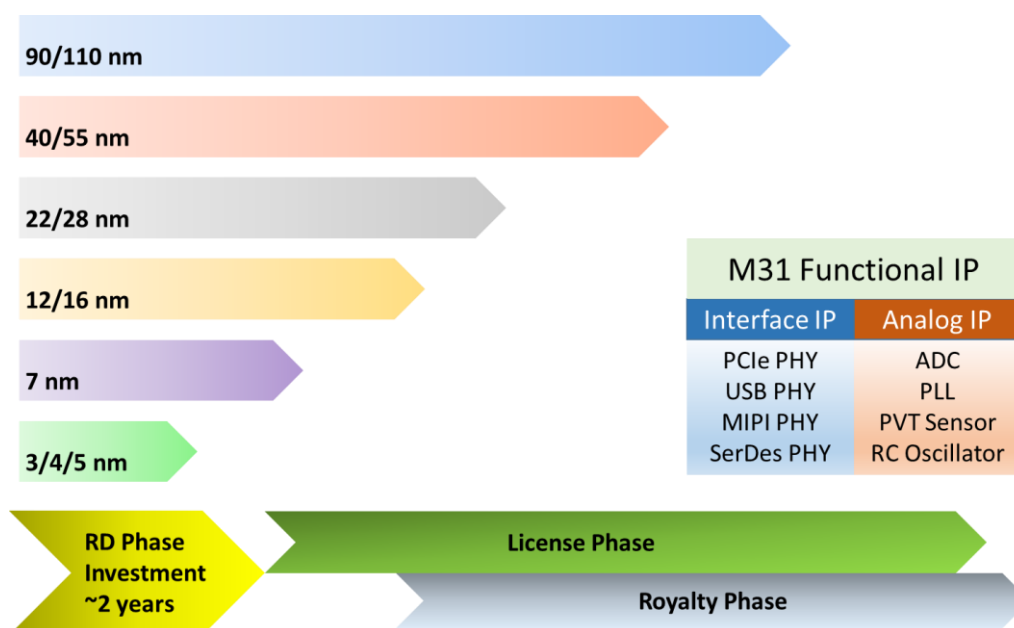 90/110 nm
40/55 nm
22/28 nm
12/16 nm
7 nm
3/4/5 nm
M31 Functional IP
Interface IP
Analog IP
PCIe PHY
ADC
USB PHY
PLL
MIPI PHY
PVT Sensor
SerDes PHY
RC Oscillator
RD Phase
Investment
~2 years
License Phase
Royalty Phase